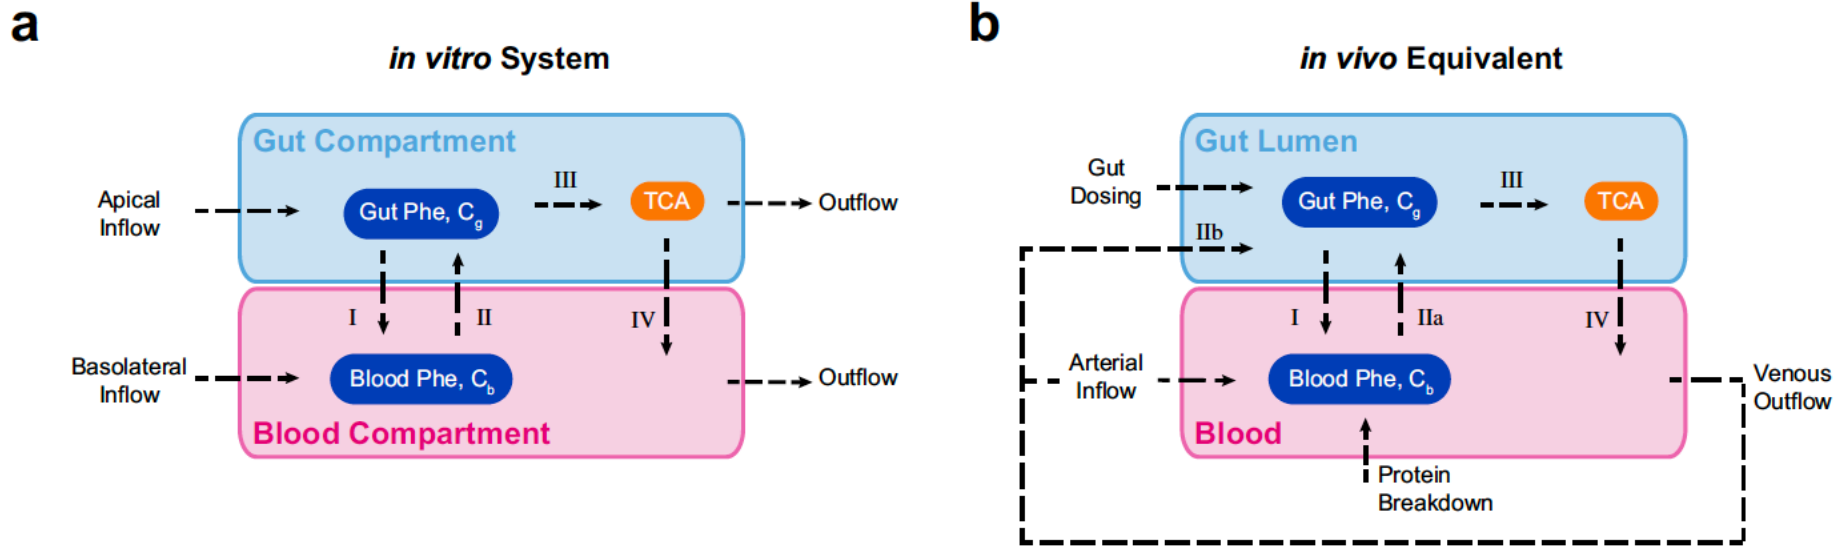 a
in vitro System
Gut Compartment
Apical
Inflow
Gut Phe, Cg
III
TCA
Outflow
I
II
IV
Basolateral
Inflow
Blood Phe, Cb
Outflow
Blood Compartment
b
in vivo Equivalent
Gut Lumen
Gut
Dosing
Gut Phe, Cg
III
TCA
IIb
I
IIa
IV
Arterial
Inflow
Blood Phe, Cb
Venous
Outflow
Blood
Protein
Breakdown